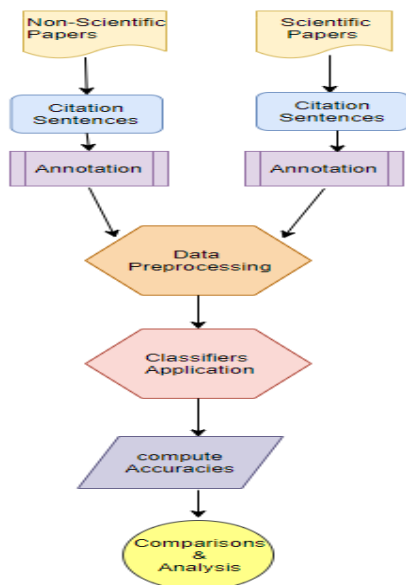 Non-Scientific
Papers
Scientific
Papers
Citation
Sentences
Citation
Sentences
Annotation
Annotation
Data
Preprocessing
Classifiers
Application
compute
Accuracies
Comparisons
&
Analysis